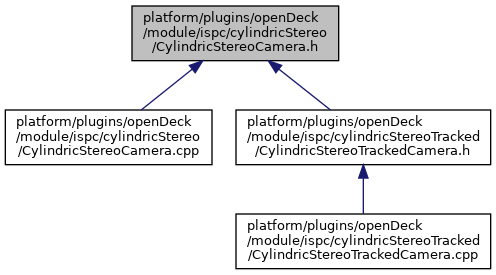 platform/plugins/openDeck
/module/ispc/cylindricStereo
/CylindricStereoCamera.h
platform/plugins/openDeck
/module/ispc/cylindricStereo
/CylindricStereoCamera.cpp
platform/plugins/openDeck
/module/ispc/cylindricStereoTracked
/CylindricStereoTrackedCamera.h
platform/plugins/openDeck
/module/ispc/cylindricStereoTracked
/CylindricStereoTrackedCamera.cpp